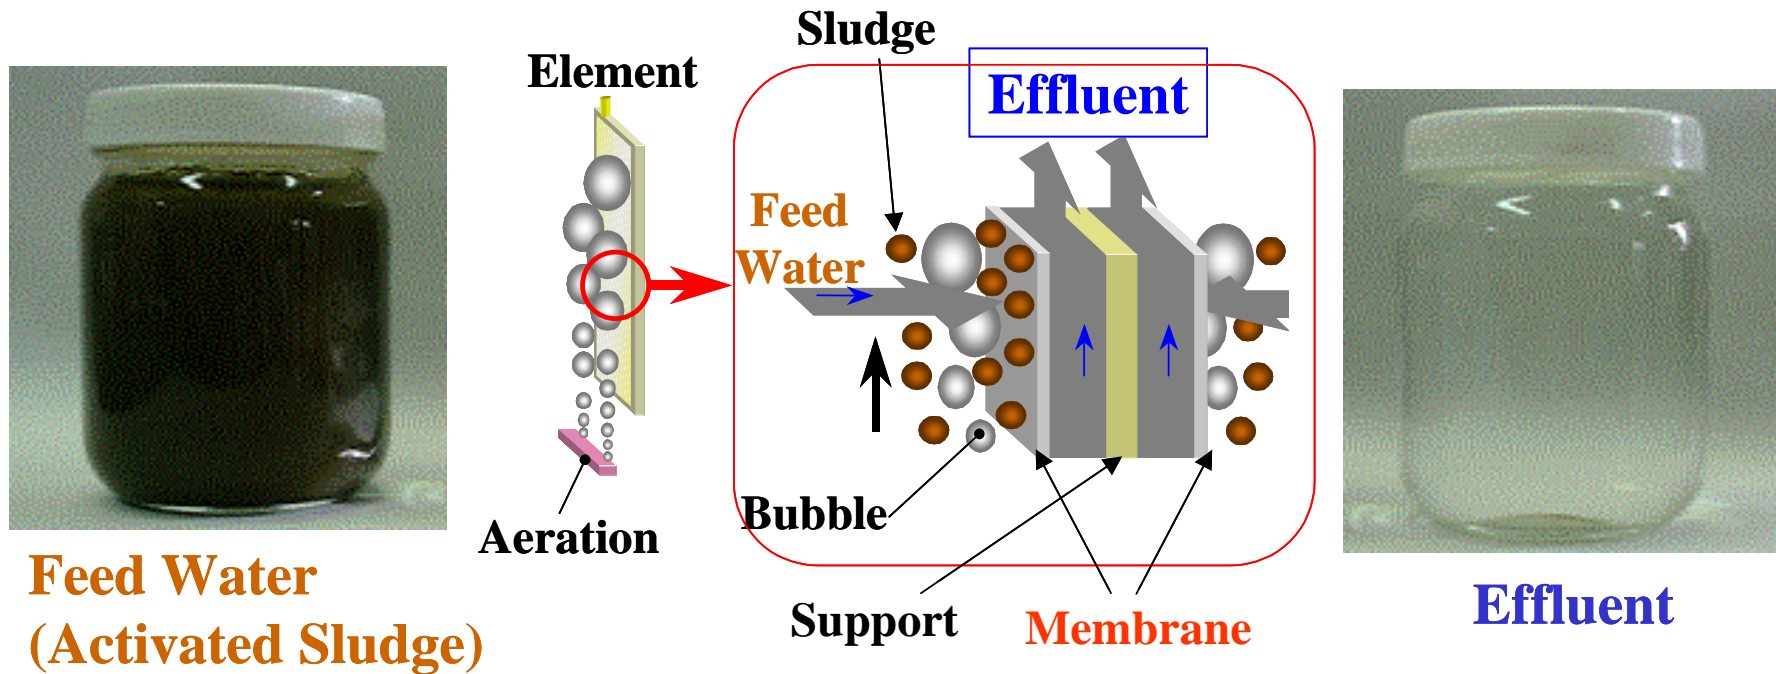 Sludge
Element
Effluent
Feed
Water
Bubble
Aeration
Support
Membrane
Feed Water
(Activated Sludge)
Effluent